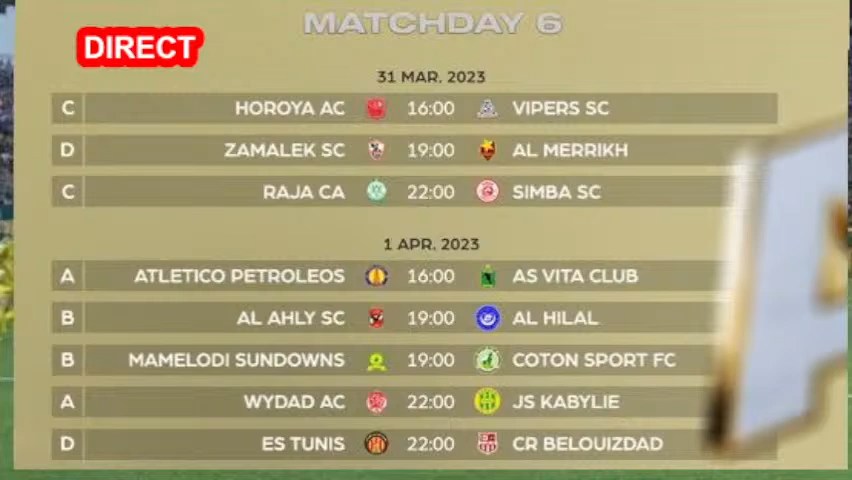 MATCHDAY 6
DIRECT
31 MAR. 2023
C HOROYA AC 16:00 VIPERS SC
D ZAMALEK SC 19:00 AL MERRIKH
C RAJA CA 22:00 SIMBA SC
1 APR. 2023
A ATLETICO PETROLEOS 16:00 AS VITA CLUB
B AL AHLY SC 19:00 AL HILAL
B MAMELODI SUNDOWNS 19:00 COTON SPORT FC
A WYDAD AC 22:00 JS KABYLIE
D ES TUNIS 22:00 CR BELOUIZDAD